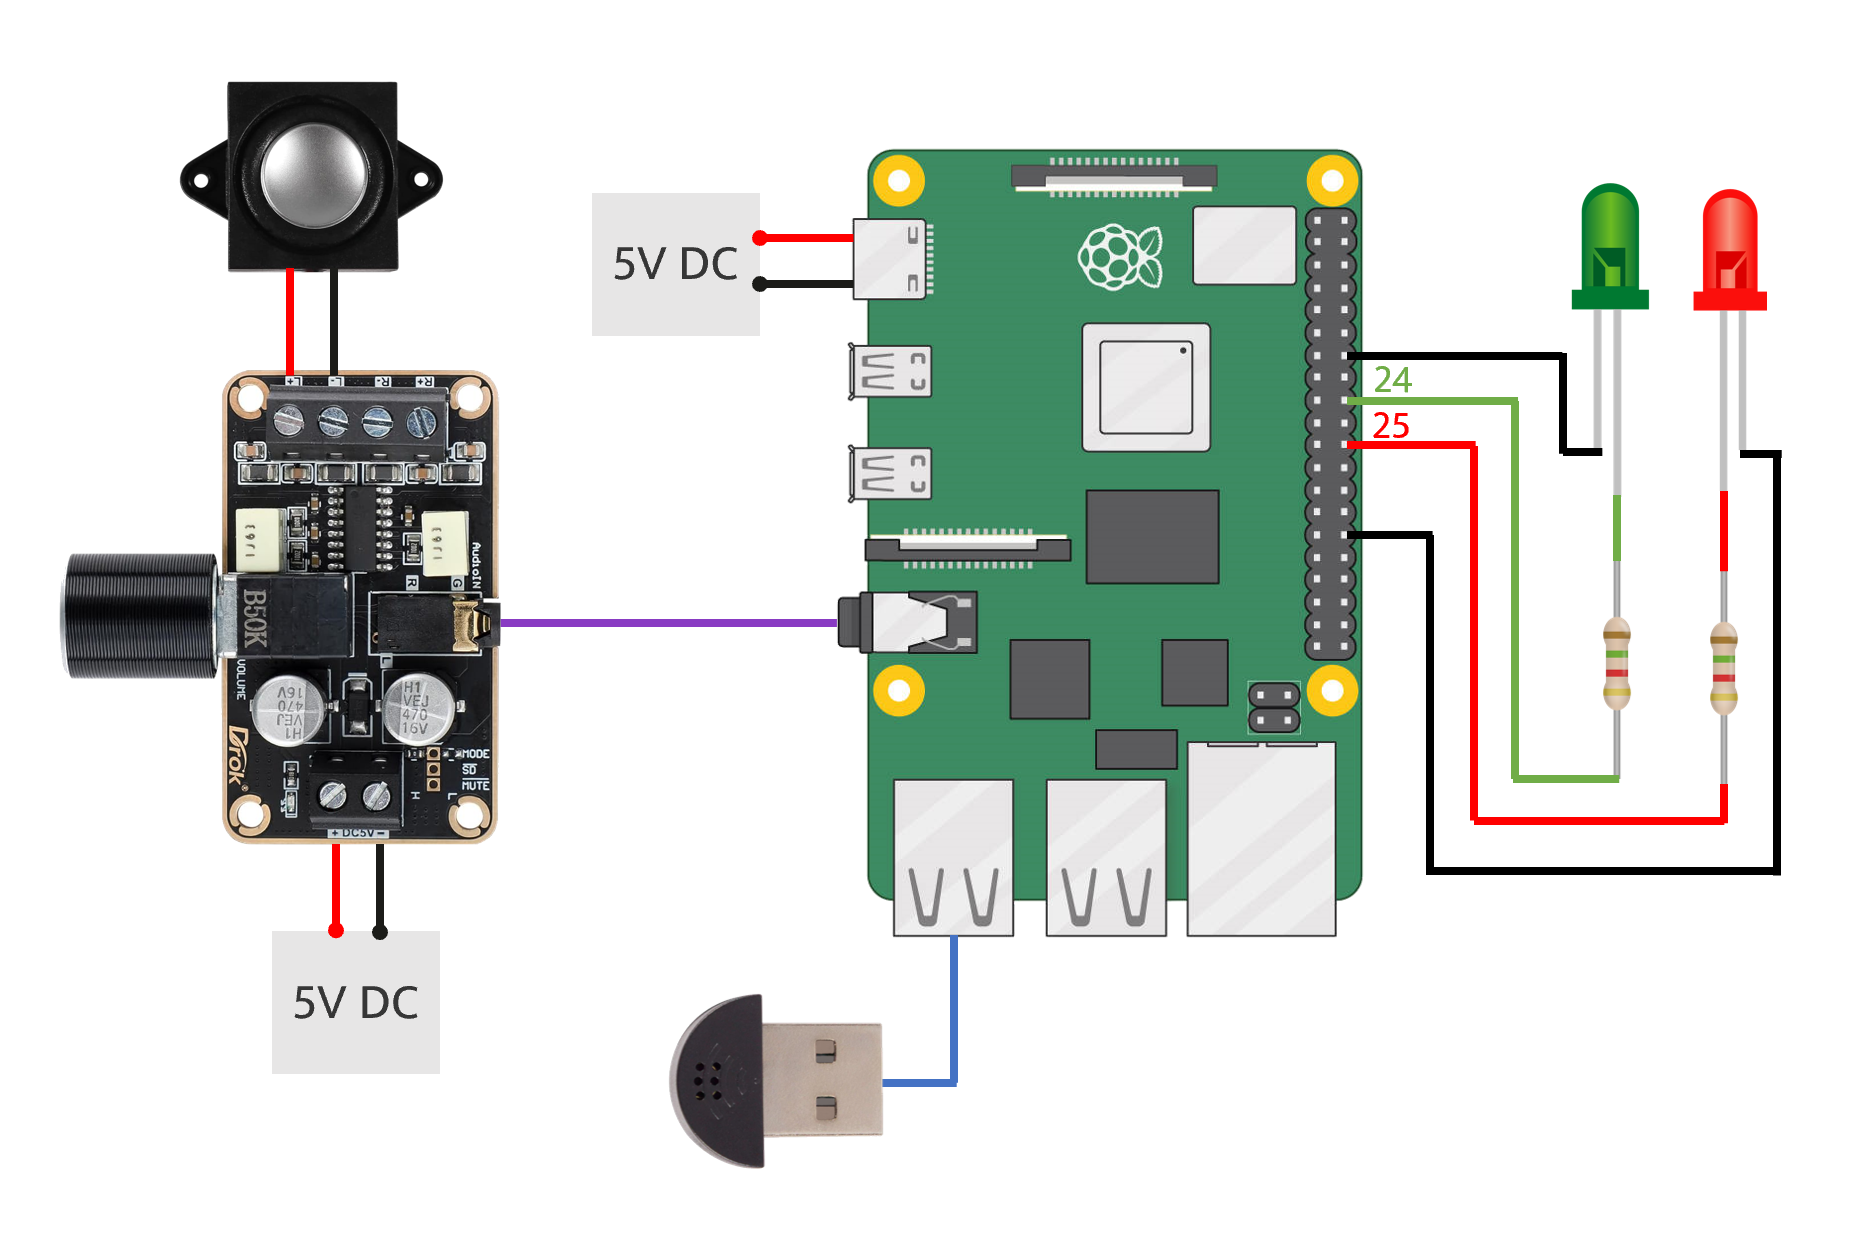 5V DC
24
25
L+ L- R- R+
AudioIN
R
G
B50K
L
VOLUME
H1
VEJ
470
16V
H1
VEJ
470
16V
Drok
MODE
SD
MUTE
H
L
+ DC5V -
5V DC